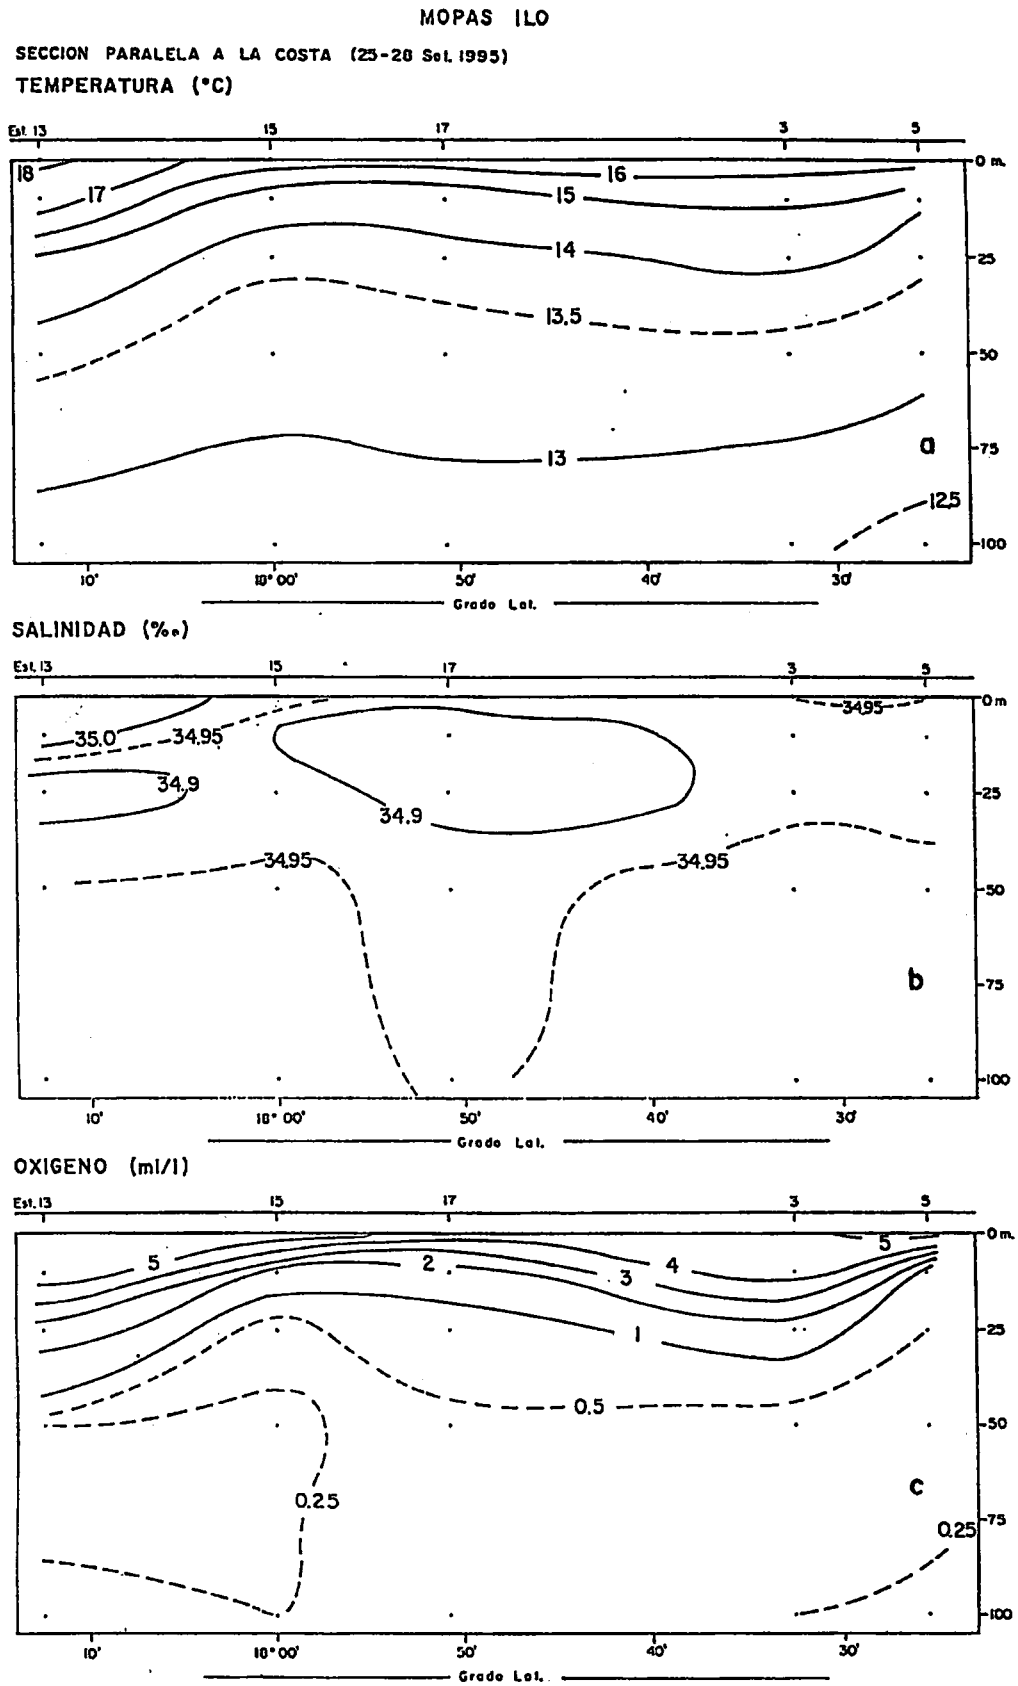 MOPAS ILO
SECCION PARALELA A LA COSTA (25-28 Set. 1995)
TEMPERATURA (°C)
Est. 13 15 17 3 5
0 m.
18
17
16
15
14
25
13.5
50
13
75
a
12.5
100
10' 18° 00' 50' 40' 30'
Grado Lat.
SALINIDAD (‰)
Est. 13 15 17 3 5
0 m
34.95
35.0
34.95
34.9
25
34.9
34.95
34.95
50
75
b
100
10' 18° 00' 50' 40' 30'
Grado Lat.
OXIGENO (ml/l)
Est. 13 15 17 3 5
0 m.
5
5
2
3
4
1
25
0.5
50
0.25
c
75
0.25
100
10' 18° 00' 50' 40' 30'
Grado Lat.